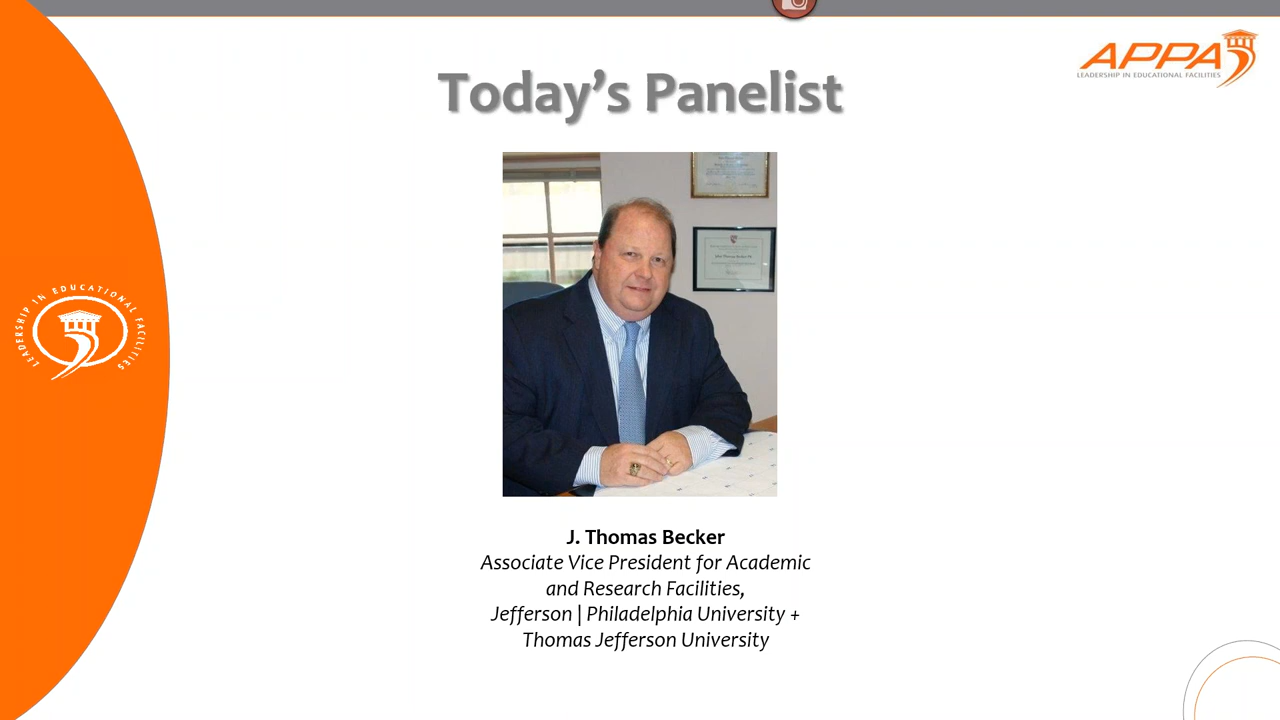 APPA
LEADERSHIP IN EDUCATIONAL FACILITIES
Today’s Panelist
LEADERSHIP IN EDUCATIONAL FACILITIES
J. Thomas Becker
Associate Vice President for Academic
and Research Facilities,
Jefferson | Philadelphia University +
Thomas Jefferson University